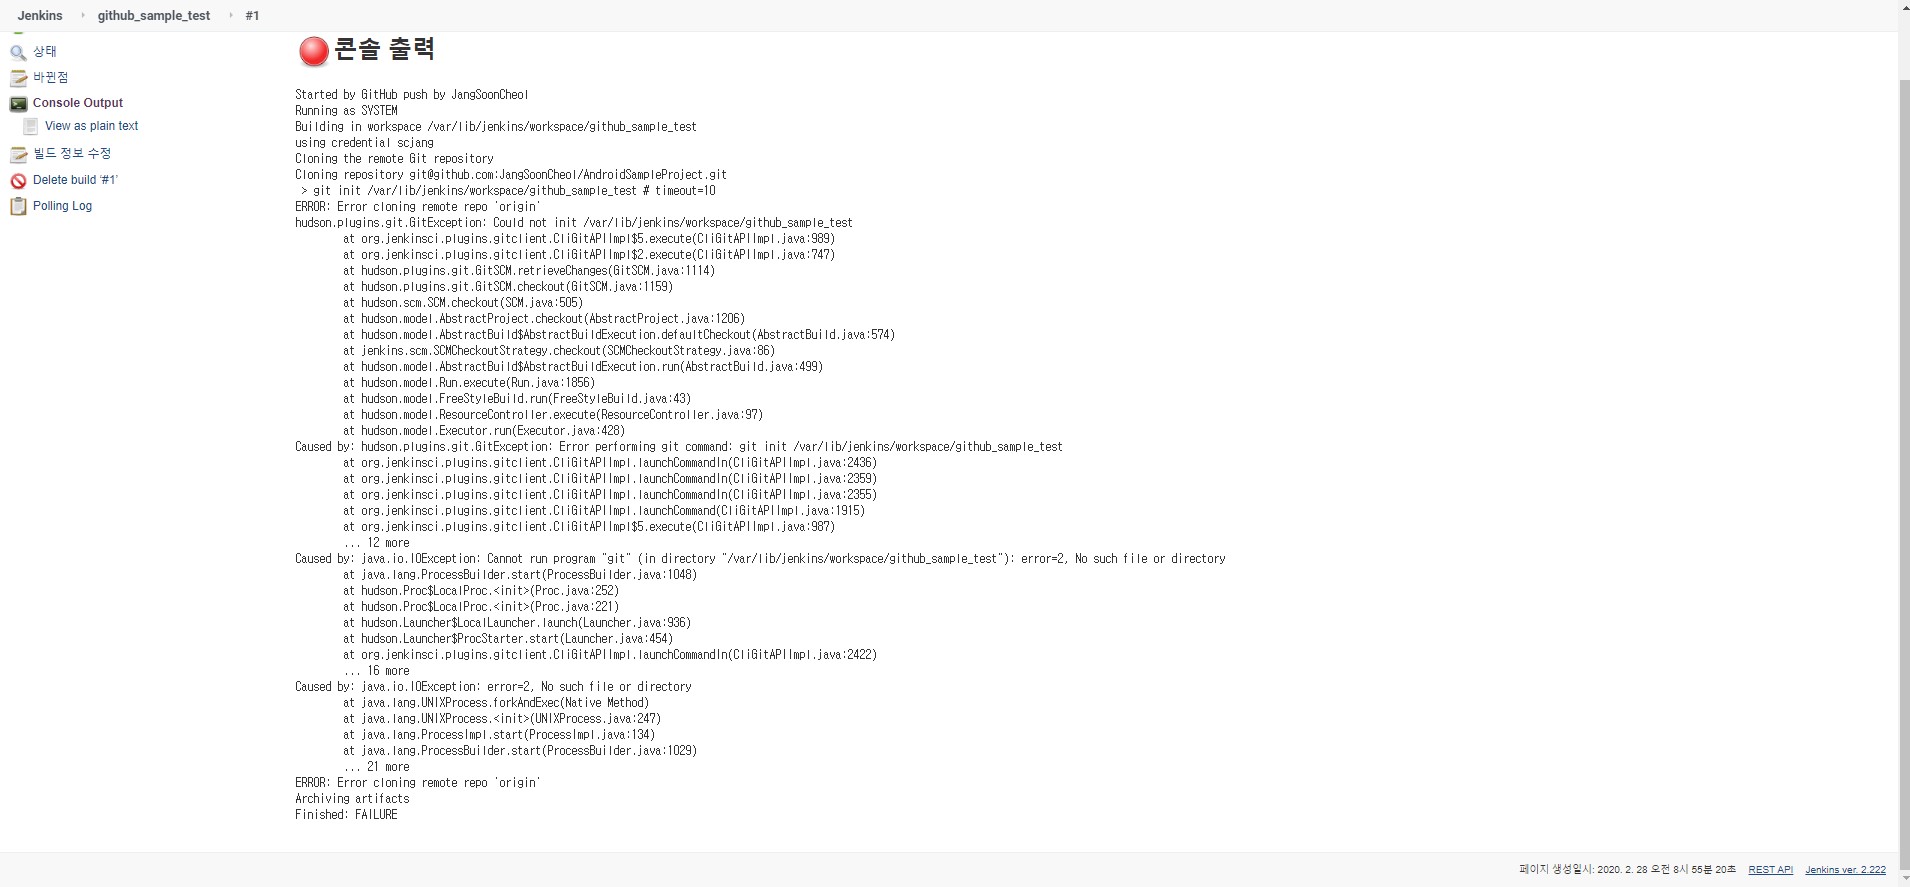 Jenkins › github_sample_test › #1
상태
바뀐점
Console Output
View as plain text
빌드 정보 수정
Delete build ‘#1’
Polling Log
콘솔 출력
Started by GitHub push by JangSoonCheol
Running as SYSTEM
Building in workspace /var/lib/jenkins/workspace/github_sample_test
using credential scjang
Cloning the remote Git repository
Cloning repository git@github.com:JangSoonCheol/AndroidSampleProject.git
 > git init /var/lib/jenkins/workspace/github_sample_test # timeout=10
ERROR: Error cloning remote repo 'origin'
hudson.plugins.git.GitException: Could not init /var/lib/jenkins/workspace/github_sample_test
	at org.jenkinsci.plugins.gitclient.CliGitAPIImpl$5.execute(CliGitAPIImpl.java:989)
	at org.jenkinsci.plugins.gitclient.CliGitAPIImpl$2.execute(CliGitAPIImpl.java:747)
	at hudson.plugins.git.GitSCM.retrieveChanges(GitSCM.java:1114)
	at hudson.plugins.git.GitSCM.checkout(GitSCM.java:1159)
	at hudson.scm.SCM.checkout(SCM.java:505)
	at hudson.model.AbstractProject.checkout(AbstractProject.java:1206)
	at hudson.model.AbstractBuild$AbstractBuildExecution.defaultCheckout(AbstractBuild.java:574)
	at jenkins.scm.SCMCheckoutStrategy.checkout(SCMCheckoutStrategy.java:86)
	at hudson.model.AbstractBuild$AbstractBuildExecution.run(AbstractBuild.java:499)
	at hudson.model.Run.execute(Run.java:1856)
	at hudson.model.FreeStyleBuild.run(FreeStyleBuild.java:43)
	at hudson.model.ResourceController.execute(ResourceController.java:97)
	at hudson.model.Executor.run(Executor.java:428)
Caused by: hudson.plugins.git.GitException: Error performing git command: git init /var/lib/jenkins/workspace/github_sample_test
	at org.jenkinsci.plugins.gitclient.CliGitAPIImpl.launchCommandIn(CliGitAPIImpl.java:2436)
	at org.jenkinsci.plugins.gitclient.CliGitAPIImpl.launchCommandIn(CliGitAPIImpl.java:2359)
	at org.jenkinsci.plugins.gitclient.CliGitAPIImpl.launchCommandIn(CliGitAPIImpl.java:2355)
	at org.jenkinsci.plugins.gitclient.CliGitAPIImpl.launchCommand(CliGitAPIImpl.java:1915)
	at org.jenkinsci.plugins.gitclient.CliGitAPIImpl$5.execute(CliGitAPIImpl.java:987)
	... 12 more
Caused by: java.io.IOException: Cannot run program "git" (in directory "/var/lib/jenkins/workspace/github_sample_test"): error=2, No such file or directory
	at java.lang.ProcessBuilder.start(ProcessBuilder.java:1048)
	at hudson.Proc$LocalProc.<init>(Proc.java:252)
	at hudson.Proc$LocalProc.<init>(Proc.java:221)
	at hudson.Launcher$LocalLauncher.launch(Launcher.java:936)
	at hudson.Launcher$ProcStarter.start(Launcher.java:454)
	at org.jenkinsci.plugins.gitclient.CliGitAPIImpl.launchCommandIn(CliGitAPIImpl.java:2422)
	... 16 more
Caused by: java.io.IOException: error=2, No such file or directory
	at java.lang.UNIXProcess.forkAndExec(Native Method)
	at java.lang.UNIXProcess.<init>(UNIXProcess.java:247)
	at java.lang.ProcessImpl.start(ProcessImpl.java:134)
	at java.lang.ProcessBuilder.start(ProcessBuilder.java:1029)
	... 21 more
ERROR: Error cloning remote repo 'origin'
Archiving artifacts
Finished: FAILURE
페이지 생성일시: 2020. 2. 28 오전 8시 55분 20초 REST API Jenkins ver. 2.222